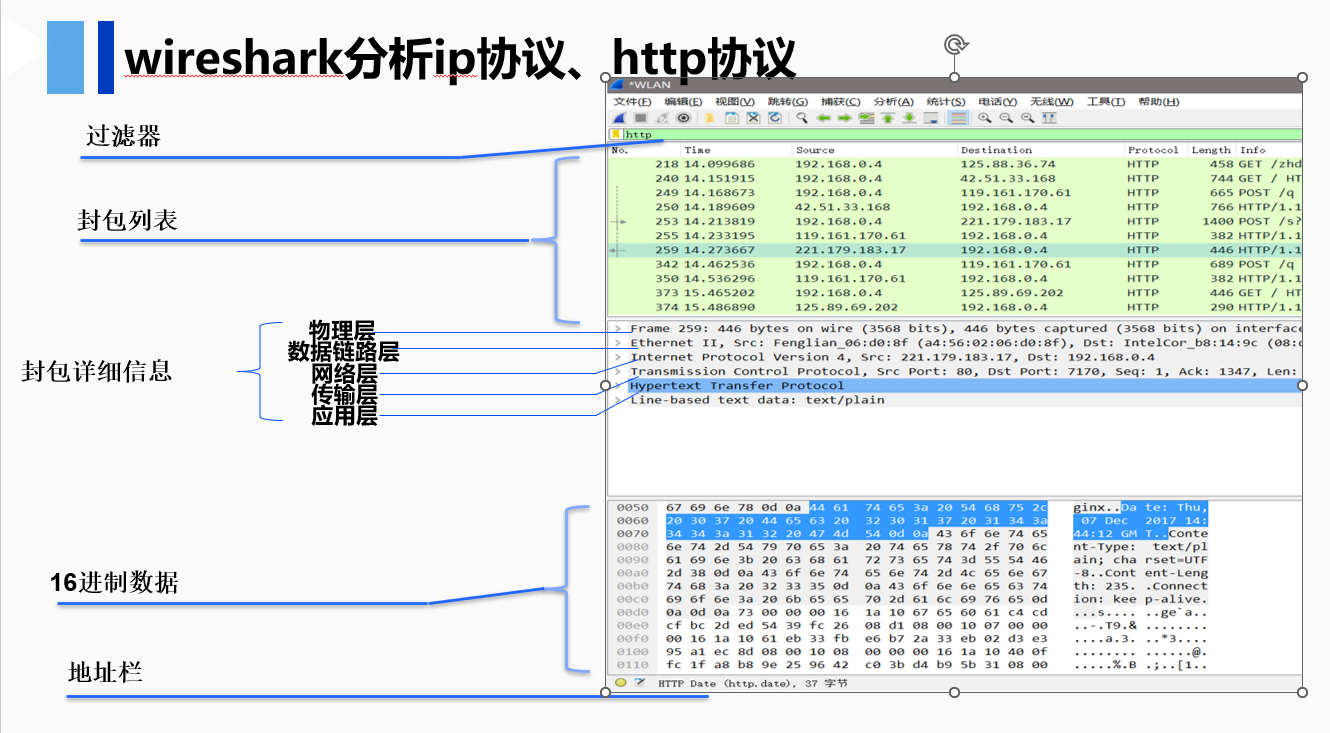 wireshark分析ip协议、http协议
*WLAN
文件(F) 编辑(E) 视图(V) 跳转(G) 捕获(C) 分析(A) 统计(S) 电话(Y) 无线(W) 工具(T) 帮助(H)
过滤器
http
No. Time Source Destination Protocol Length Info
封包列表
218 14.099686 192.168.0.4 125.88.36.74 HTTP 458 GET /zhd
240 14.151915 192.168.0.4 42.51.33.168 HTTP 744 GET / HT
249 14.168673 192.168.0.4 119.161.170.61 HTTP 665 POST /q
250 14.189609 42.51.33.168 192.168.0.4 HTTP 766 HTTP/1.1
253 14.213819 192.168.0.4 221.179.183.17 HTTP 1400 POST /s?
255 14.233195 119.161.170.61 192.168.0.4 HTTP 382 HTTP/1.1
259 14.273667 221.179.183.17 192.168.0.4 HTTP 446 HTTP/1.1
342 14.462536 192.168.0.4 119.161.170.61 HTTP 689 POST /q
350 14.536296 119.161.170.61 192.168.0.4 HTTP 382 HTTP/1.1
373 15.465202 192.168.0.4 125.89.69.202 HTTP 446 GET / HT
374 15.486890 125.89.69.202 192.168.0.4 HTTP 290 HTTP/1.1
封包详细信息
物理层
数据链路层
网络层
传输层
应用层
Frame 259: 446 bytes on wire (3568 bits), 446 bytes captured (3568 bits) on interface
Ethernet II, Src: Fenglian_06:d0:8f (a4:56:02:06:d0:8f), Dst: IntelCor_b8:14:9c (08:d
Internet Protocol Version 4, Src: 221.179.183.17, Dst: 192.168.0.4
Transmission Control Protocol, Src Port: 80, Dst Port: 7170, Seq: 1, Ack: 1347, Len:
Hypertext Transfer Protocol
Line-based text data: text/plain
16进制数据
0050 67 69 6e 78 0d 0a 44 61 74 65 3a 20 54 68 75 2c ginx..Da te: Thu,
0060 20 30 37 20 44 65 63 20 32 30 31 37 20 31 34 3a 07 Dec 2017 14:
0070 34 34 3a 31 32 20 47 4d 54 0d 0a 43 6f 6e 74 65 44:12 GM T..Conte
0080 6e 74 2d 54 79 70 65 3a 20 74 65 78 74 2f 70 6c nt-Type: text/pl
0090 61 69 6e 3b 20 63 68 61 72 73 65 74 3d 55 54 46 ain; cha rset=UTF
00a0 2d 38 0d 0a 43 6f 6e 74 65 6e 74 2d 4c 65 6e 67 -8..Cont ent-Leng
00b0 74 68 3a 20 32 33 35 0d 0a 43 6f 6e 6e 65 63 74 th: 235. .Connect
00c0 69 6f 6e 3a 20 6b 65 65 70 2d 61 6c 69 76 65 0d ion: kee p-alive.
00d0 0a 0d 0a 73 00 00 00 16 1a 10 67 65 60 61 c4 cd ...s.... ..ge`a..
00e0 cf bc 2d ed 54 39 fc 26 08 d1 08 00 10 07 00 00 ..-.T9.& ........
00f0 00 16 1a 10 61 eb 33 fb e6 b7 2a 33 eb 02 d3 e3 ....a.3. ..*3....
0100 95 a1 ec 8d 08 00 10 08 00 00 00 16 1a 10 40 0f ........ ......@.
0110 fc 1f a8 b8 9e 25 96 42 c0 3b d4 b9 5b 31 08 00 .....%.B .;..[1..
地址栏
HTTP Date (http.date), 37 字节